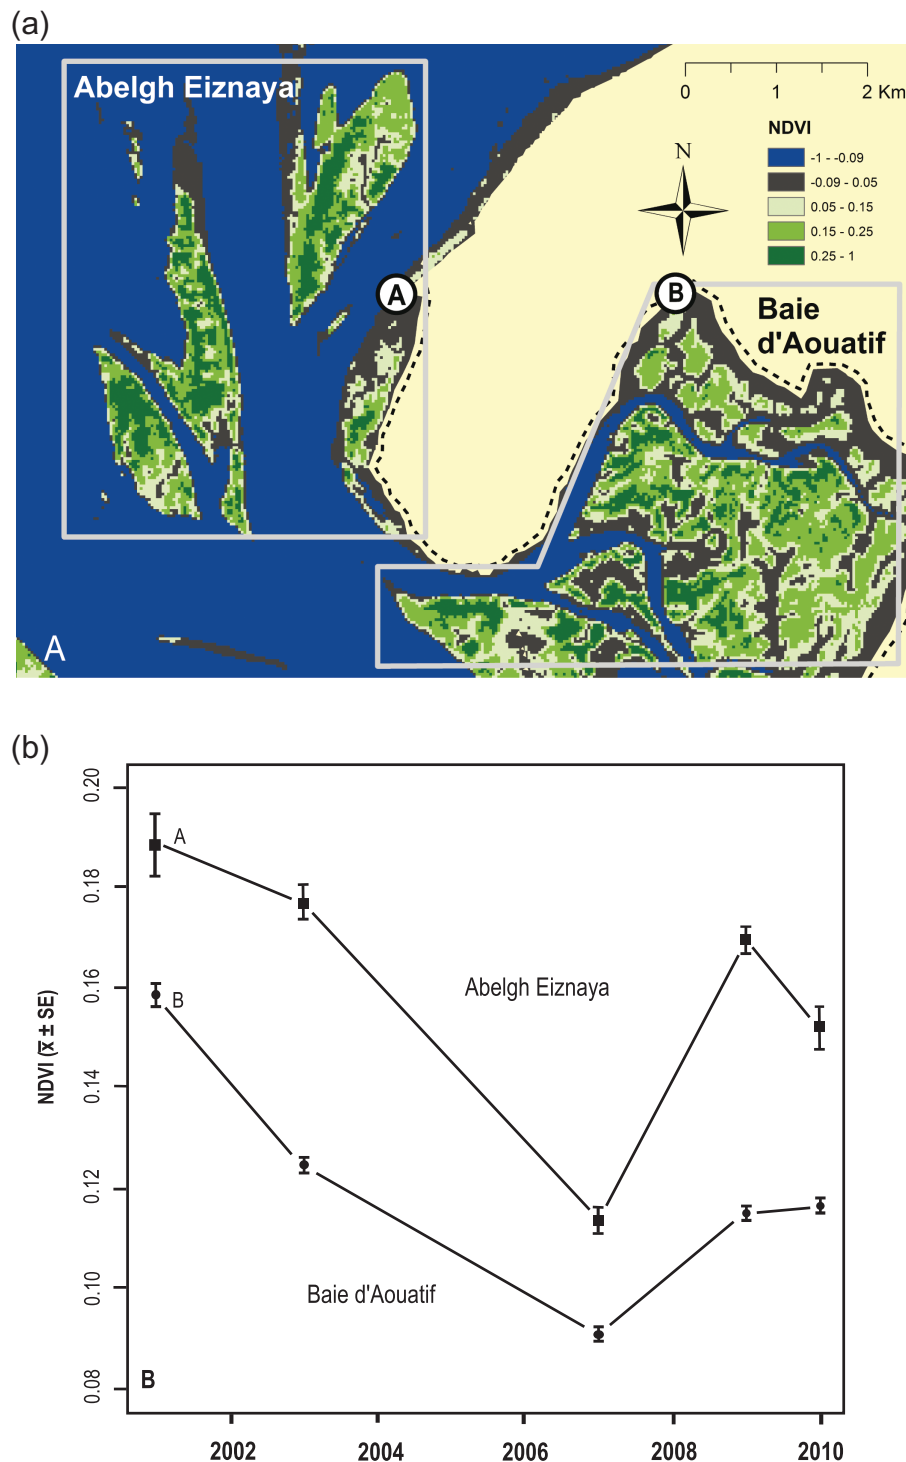 (a)
Abelgh Eiznaya
0 1 2 Km
NDVI
-1 - -0.09
-0.09 - 0.05
0.05 - 0.15
0.15 - 0.25
0.25 - 1
N
A
B
Baie
d'Aouatif
A
(b)
0.20
0.18
0.16
0.14
0.12
0.10
0.08
NDVI (x̅ ± SE)
A
B
Abelgh Eiznaya
Baie d'Aouatif
B
2002 2004 2006 2008 2010